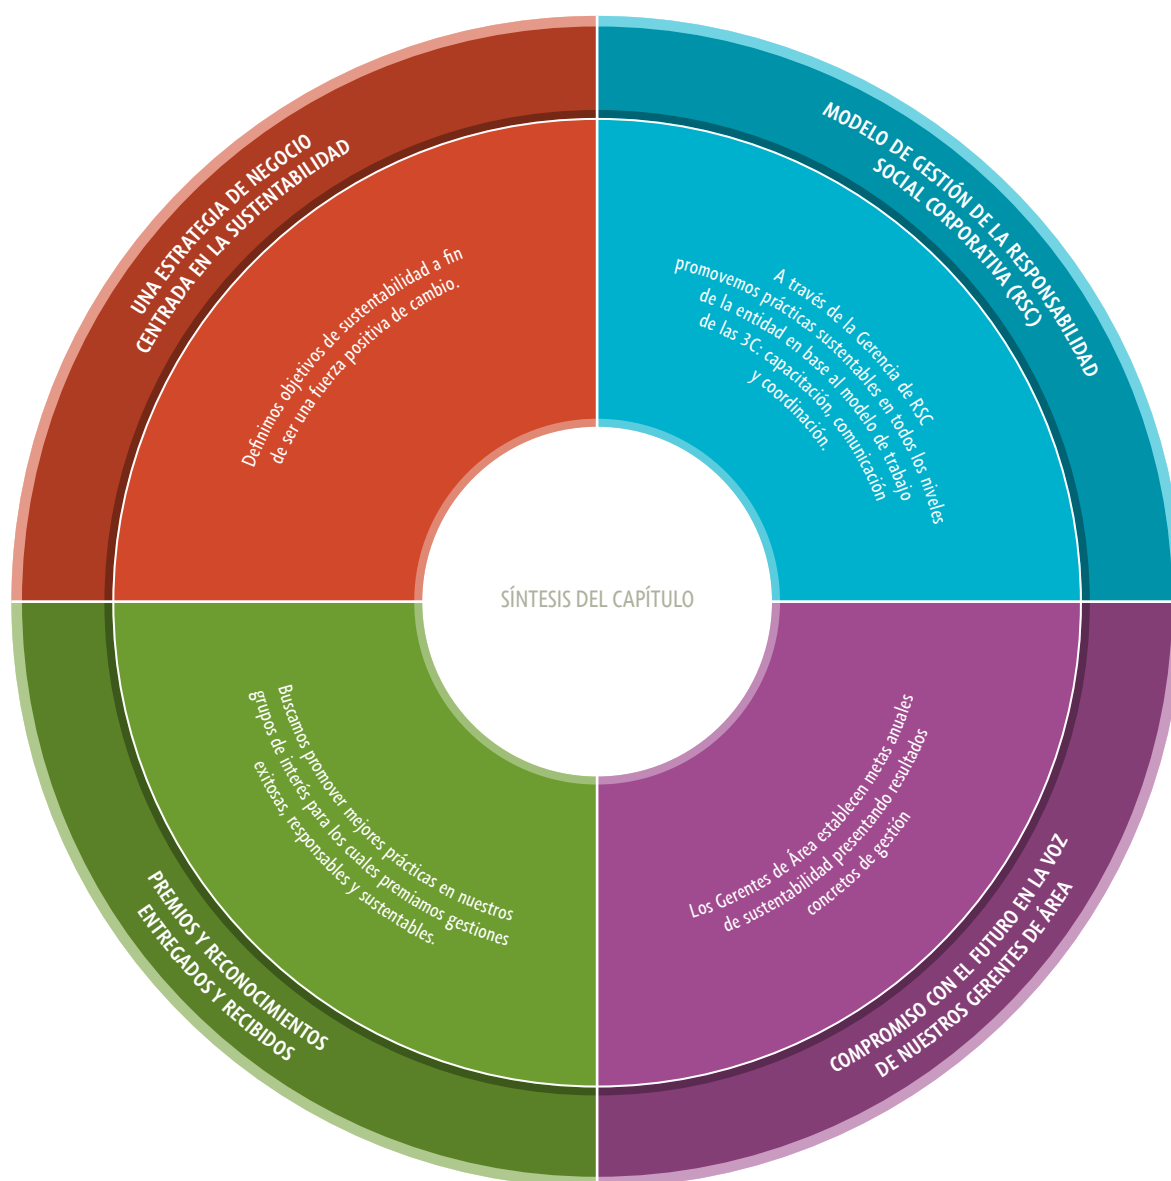 UNA ESTRATEGIA DE NEGOCIO
CENTRADA EN LA SUSTENTABILIDAD
Definimos objetivos de sustentabilidad a fin
de ser una fuerza positiva de cambio.
MODELO DE GESTIÓN DE LA RESPONSABILIDAD
SOCIAL CORPORATIVA (RSC)
A través de la Gerencia de RSC
promovemos prácticas sustentables en todos los niveles
de la entidad en base al modelo de trabajo
de las 3C: capacitación, comunicación
y coordinación.
SÍNTESIS DEL CAPÍTULO
Buscamos promover mejores prácticas en nuestros
grupos de interés para los cuales premiamos gestiones
exitosas, responsables y sustentables.
PREMIOS Y RECONOCIMIENTOS
ENTREGADOS Y RECIBIDOS
Los Gerentes de Área establecen metas anuales
de sustentabilidad presentando resultados
concretos de gestión
COMPROMISO CON EL FUTURO EN LA VOZ
DE NUESTROS GERENTES DE ÁREA